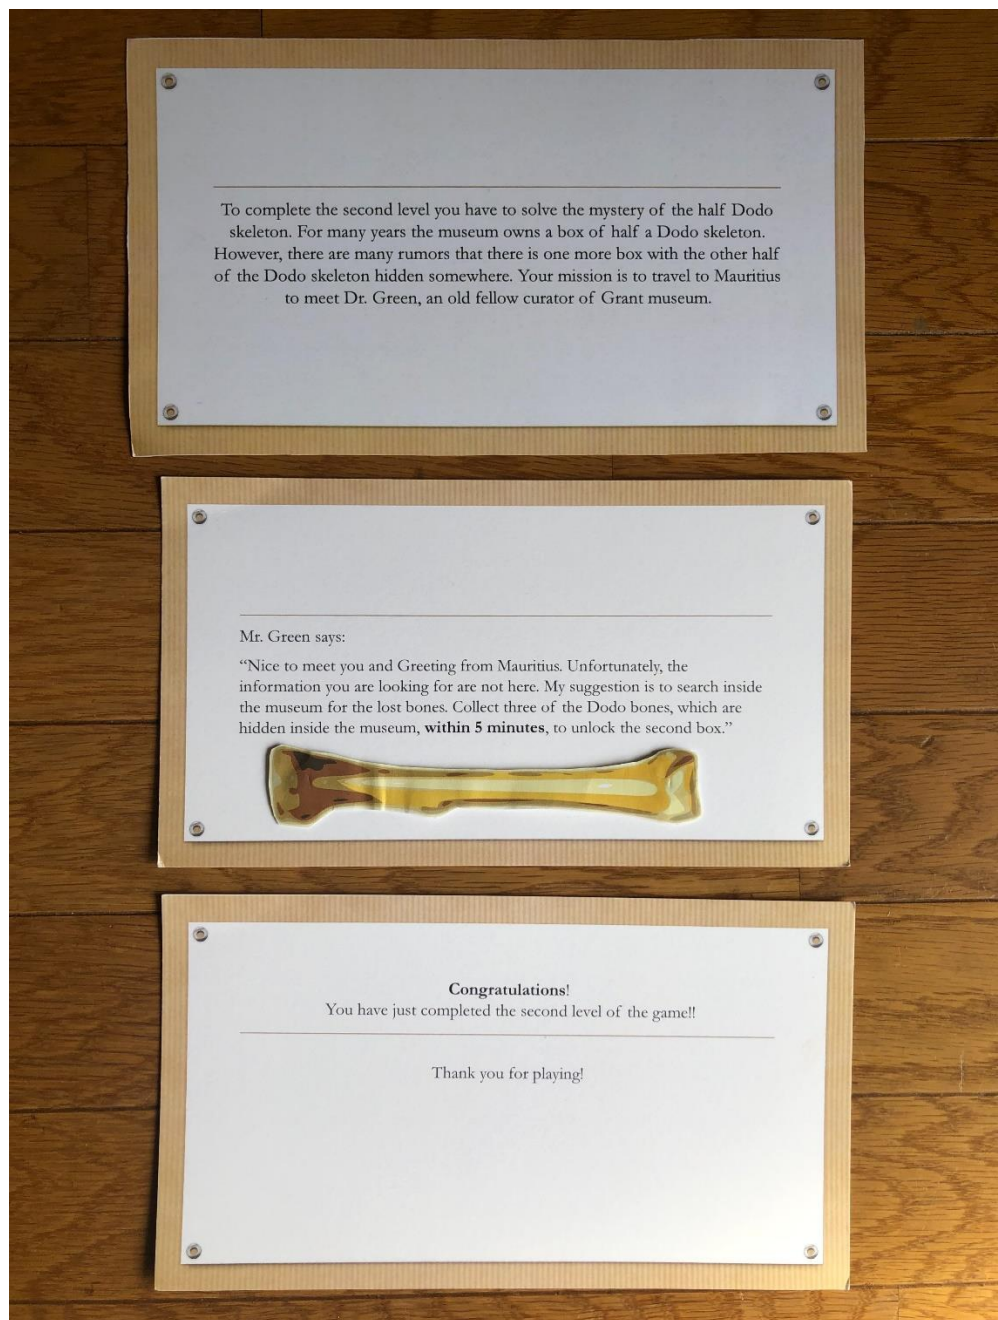 To complete the second level you have to solve the mystery of the half Dodo
skeleton. For many years the museum owns a box of half a Dodo skeleton.
However, there are many rumors that there is one more box with the other half
of the Dodo skeleton hidden somewhere. Your mission is to travel to Mauritius
to meet Dr. Green, an old fellow curator of Grant museum.
Mr. Green says:
“Nice to meet you and Greeting from Mauritius. Unfortunately, the
information you are looking for are not here. My suggestion is to search inside
the museum for the lost bones. Collect three of the Dodo bones, which are
hidden inside the museum, within 5 minutes, to unlock the second box.”
Congratulations!
You have just completed the second level of the game!!
Thank you for playing!